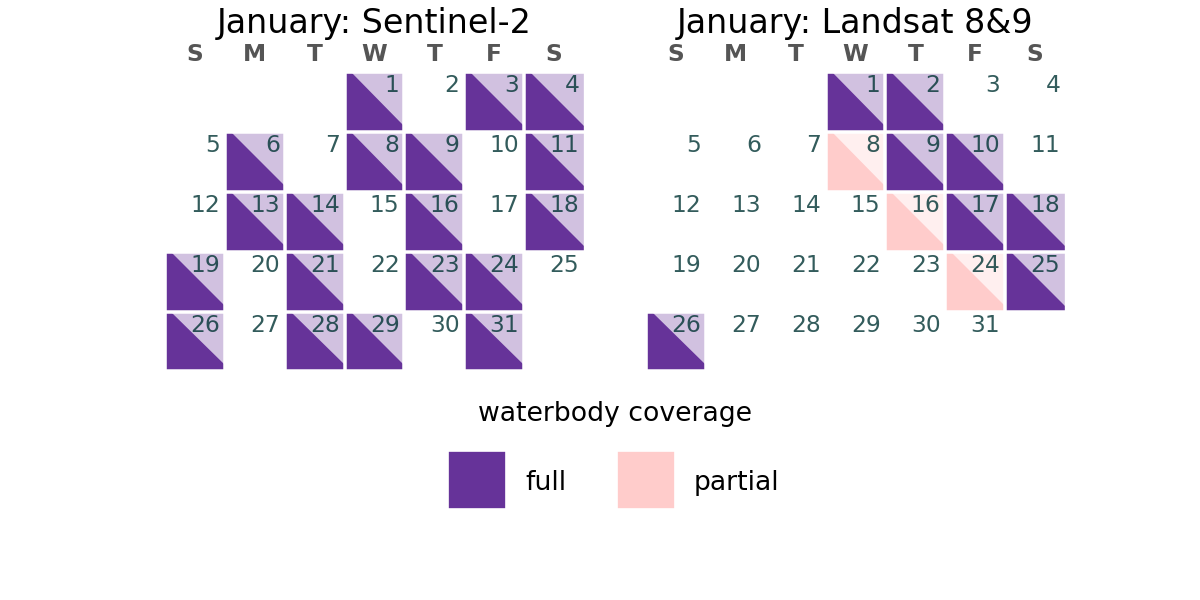 January: Sentinel-2
S M T W T F S
1 2 3 4
5 6 7 8 9 10 11
12 13 14 15 16 17 18
19 20 21 22 23 24 25
26 27 28 29 30 31
January: Landsat 8&9
S M T W T F S
1 2 3 4
5 6 7 8 9 10 11
12 13 14 15 16 17 18
19 20 21 22 23 24 25
26 27 28 29 30 31
waterbody coverage
full partial